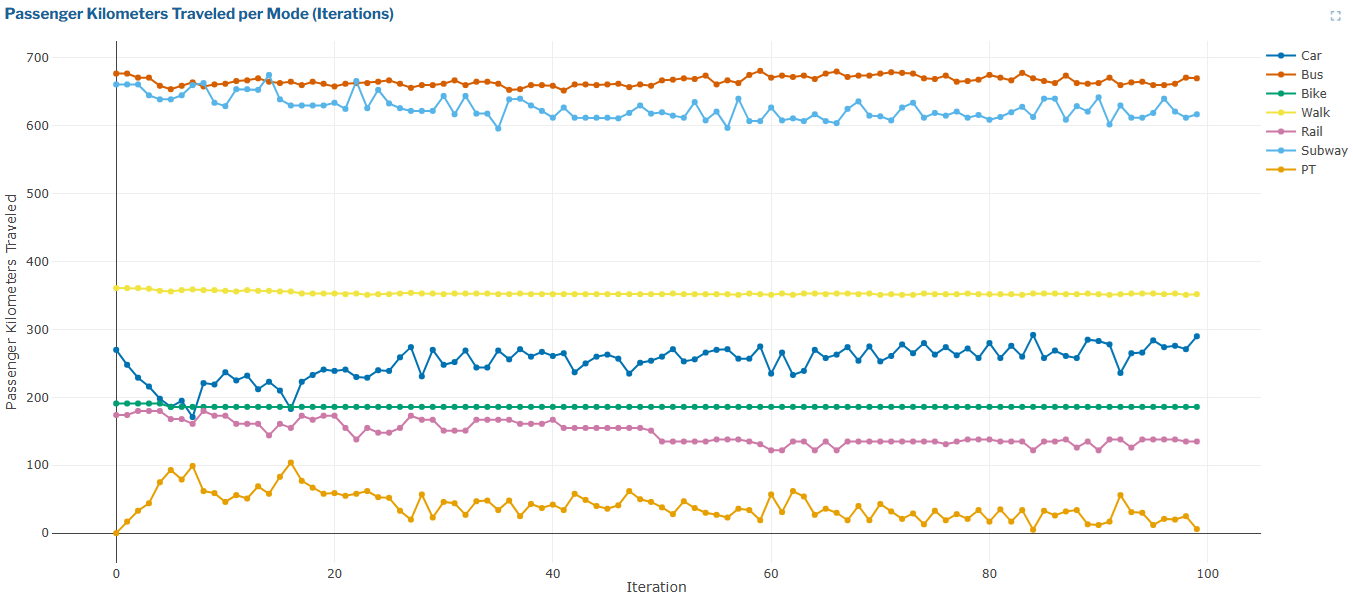 Passenger Kilometers Traveled per Mode (Iterations)
Passenger Kilometers Traveled
700
600
500
400
300
200
100
0
0
20
40
60
80
100
Iteration
Car
Bus
Bike
Walk
Rail
Subway
PT